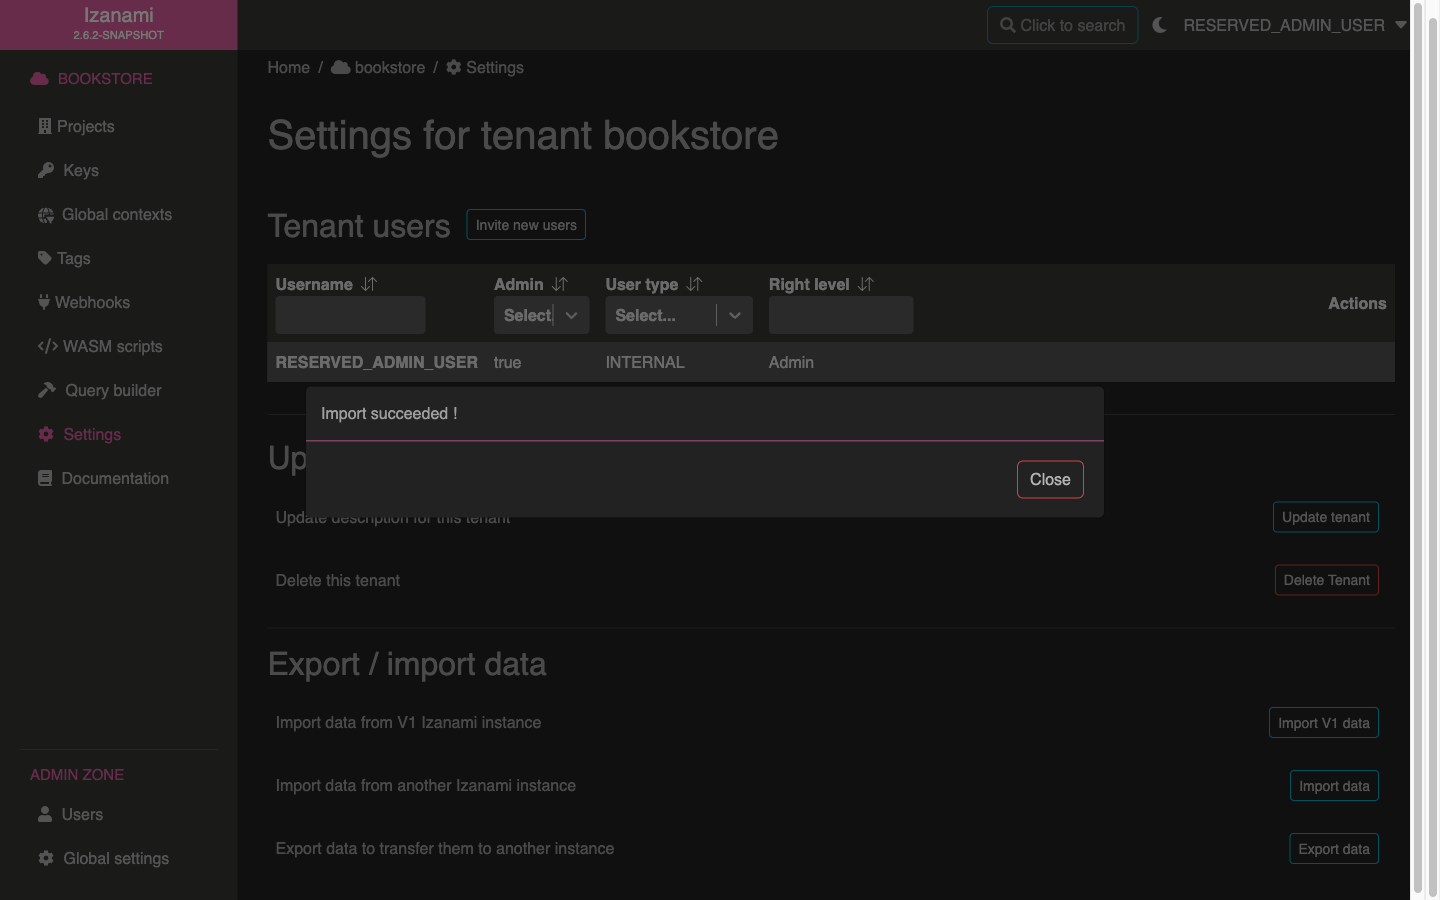 Izanami
2.6.2-SNAPSHOT
Click to search
RESERVED_ADMIN_USER
BOOKSTORE
Projects
Keys
Global contexts
Tags
Webhooks
WASM scripts
Query builder
Settings
Documentation
ADMIN ZONE
Users
Global settings
Home / bookstore / Settings
Settings for tenant bookstore
Tenant users
Invite new users
Username Admin User type Right level Actions
Select Select...
RESERVED_ADMIN_USER true INTERNAL Admin
Import succeeded !
Close
Up
Update description for this tenant
Update tenant
Delete this tenant
Delete Tenant
Export / import data
Import data from V1 Izanami instance
Import V1 data
Import data from another Izanami instance
Import data
Export data to transfer them to another instance
Export data